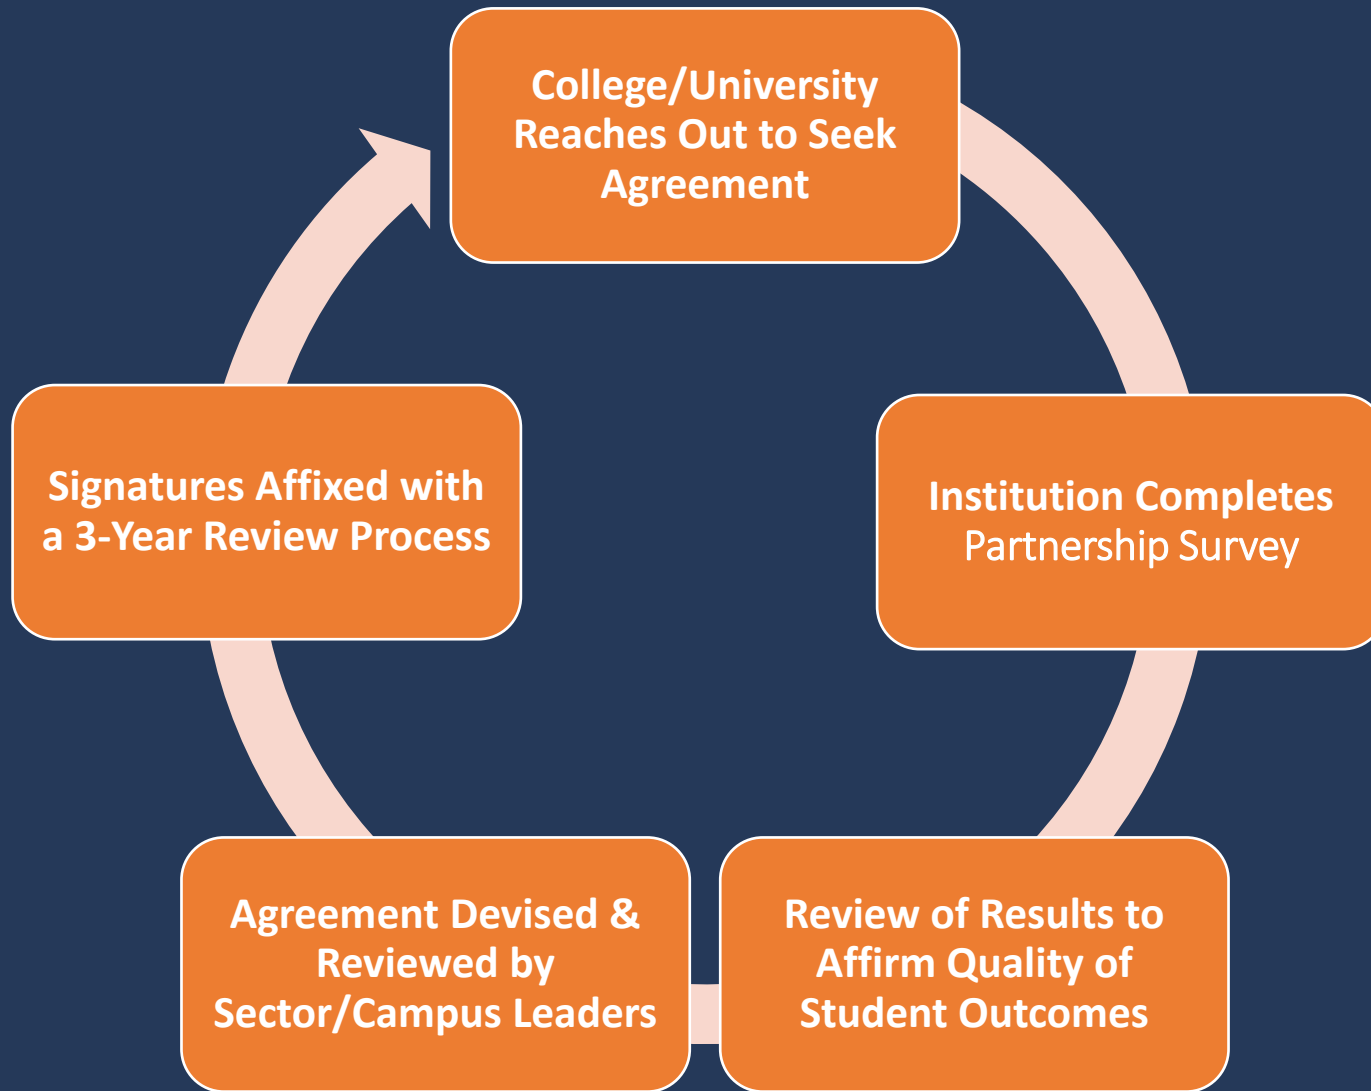 College/University
Reaches Out to Seek
Agreement
Institution Completes
Partnership Survey
Review of Results to
Affirm Quality of
Student Outcomes
Agreement Devised &
Reviewed by
Sector/Campus Leaders
Signatures Affixed with
a 3-Year Review Process